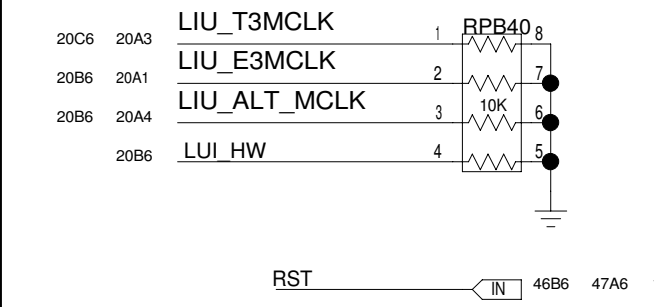 LIU_T3MCLK
20C6 20A3 1 RPB40 8
LIU_E3MCLK
20B6 20A1 2 7
LIU_ALT_MCLK 10K
20B6 20A4 3 6
20B6 LUI_HW 4 5
RST IN 46B6 47A6